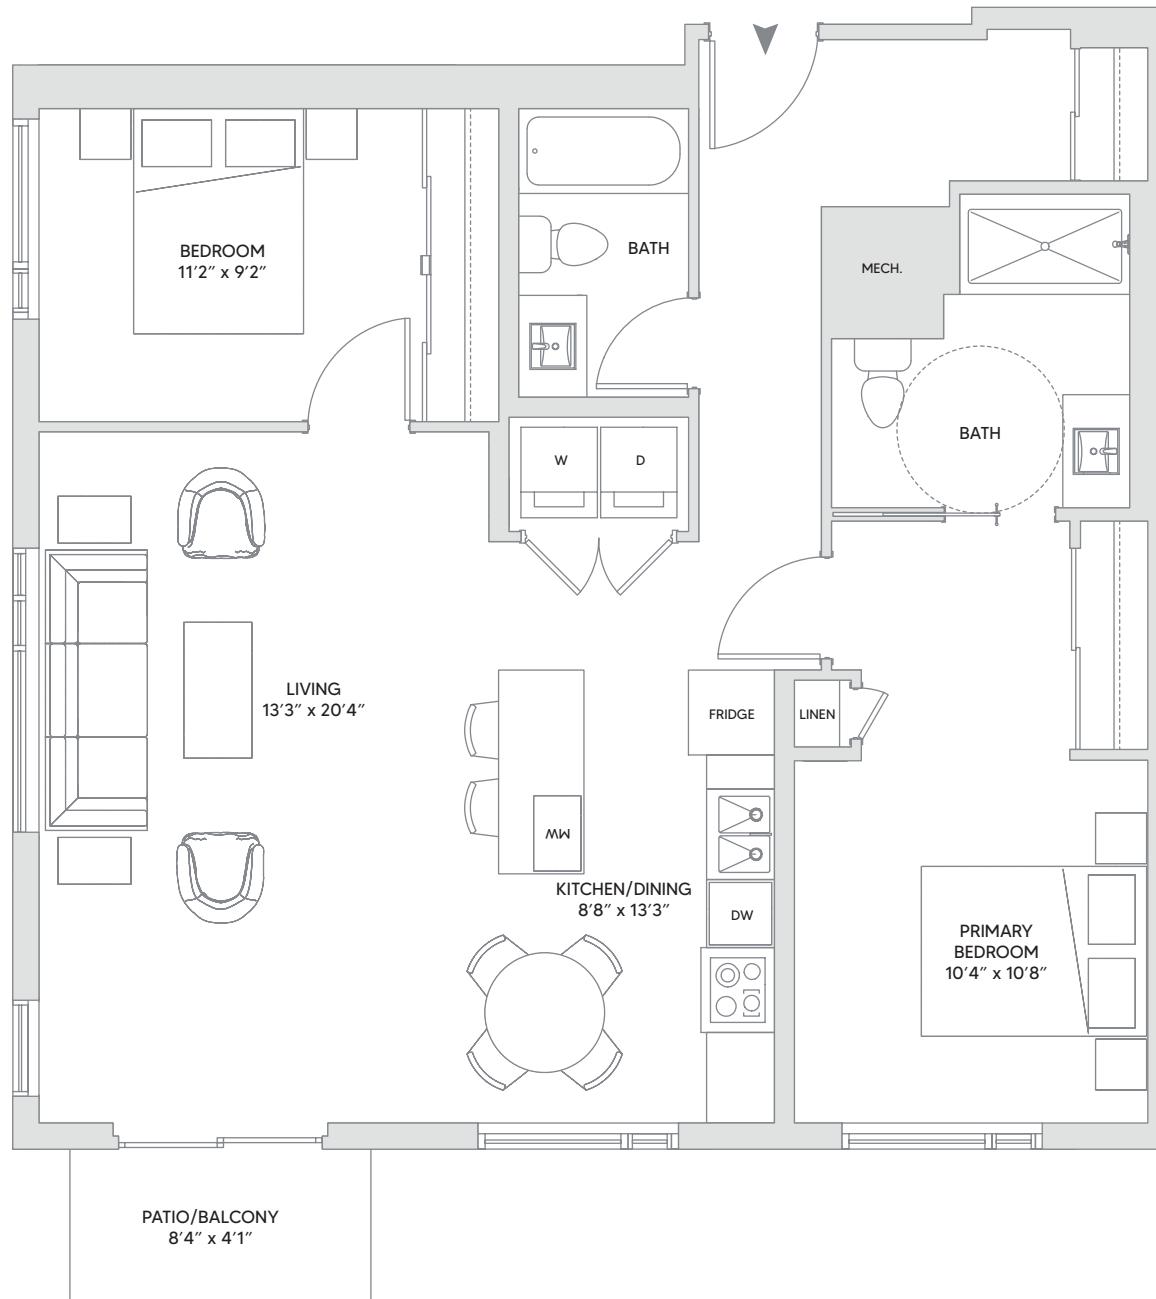 BEDROOM
11′2″ x 9′2″
BATH
MECH.
BATH
W
D
LIVING
13′3″ x 20′4″
FRIDGE
LINEN
MW
KITCHEN/DINING
8′8″ x 13′3″
DW
PRIMARY
BEDROOM
10′4″ x 10′8″
PATIO/BALCONY
8′4″ x 4′1″